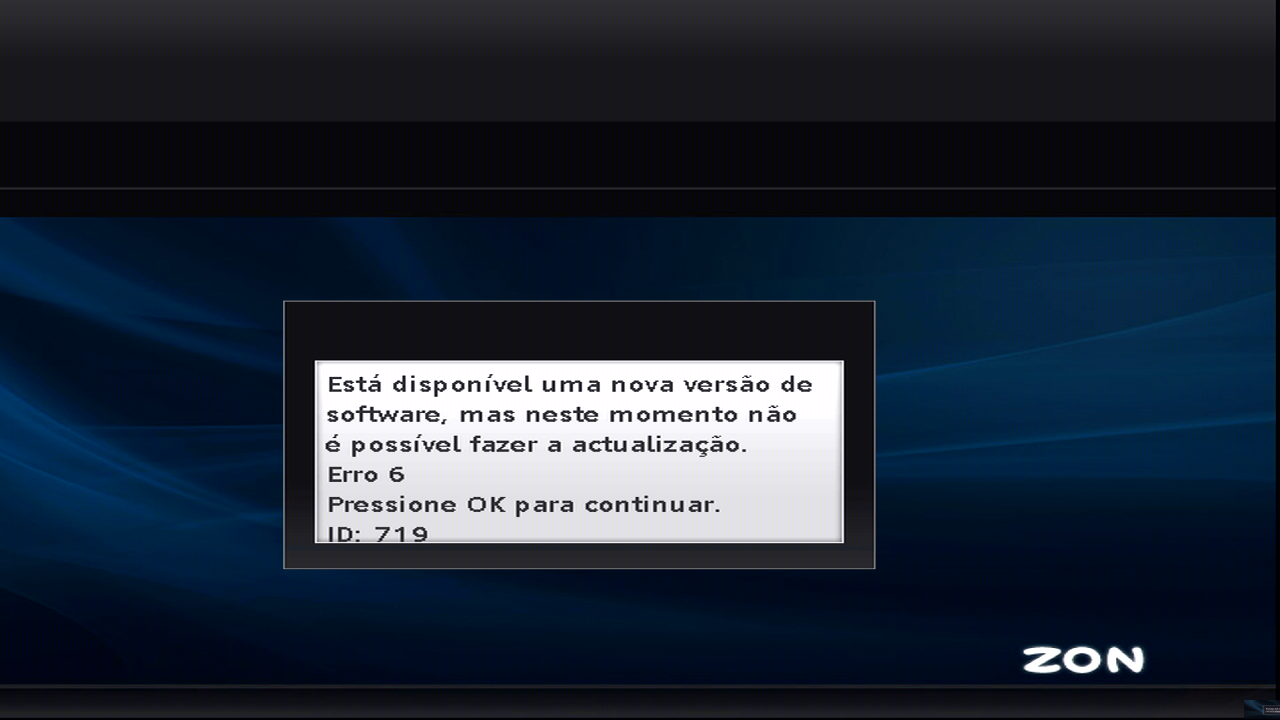 Está disponível uma nova versão de
software, mas neste momento não
é possível fazer a actualização.
Erro 6
Pressione OK para continuar.
ID: 719
ZON